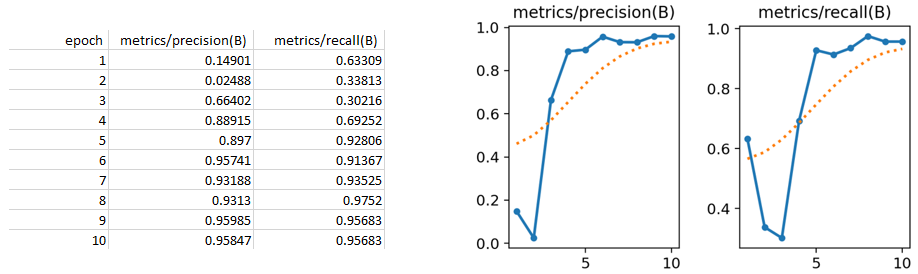 epoch metrics/precision(B) metrics/recall(B)
1 0.14901 0.63309
2 0.02488 0.33813
3 0.66402 0.30216
4 0.88915 0.69252
5 0.897 0.92806
6 0.95741 0.91367
7 0.93188 0.93525
8 0.9313 0.9752
9 0.95985 0.95683
10 0.95847 0.95683
metrics/precision(B)
1.0
0.8
0.6
0.4
0.2
0.0
5 10
metrics/recall(B)
1.0
0.8
0.6
0.4
5 10